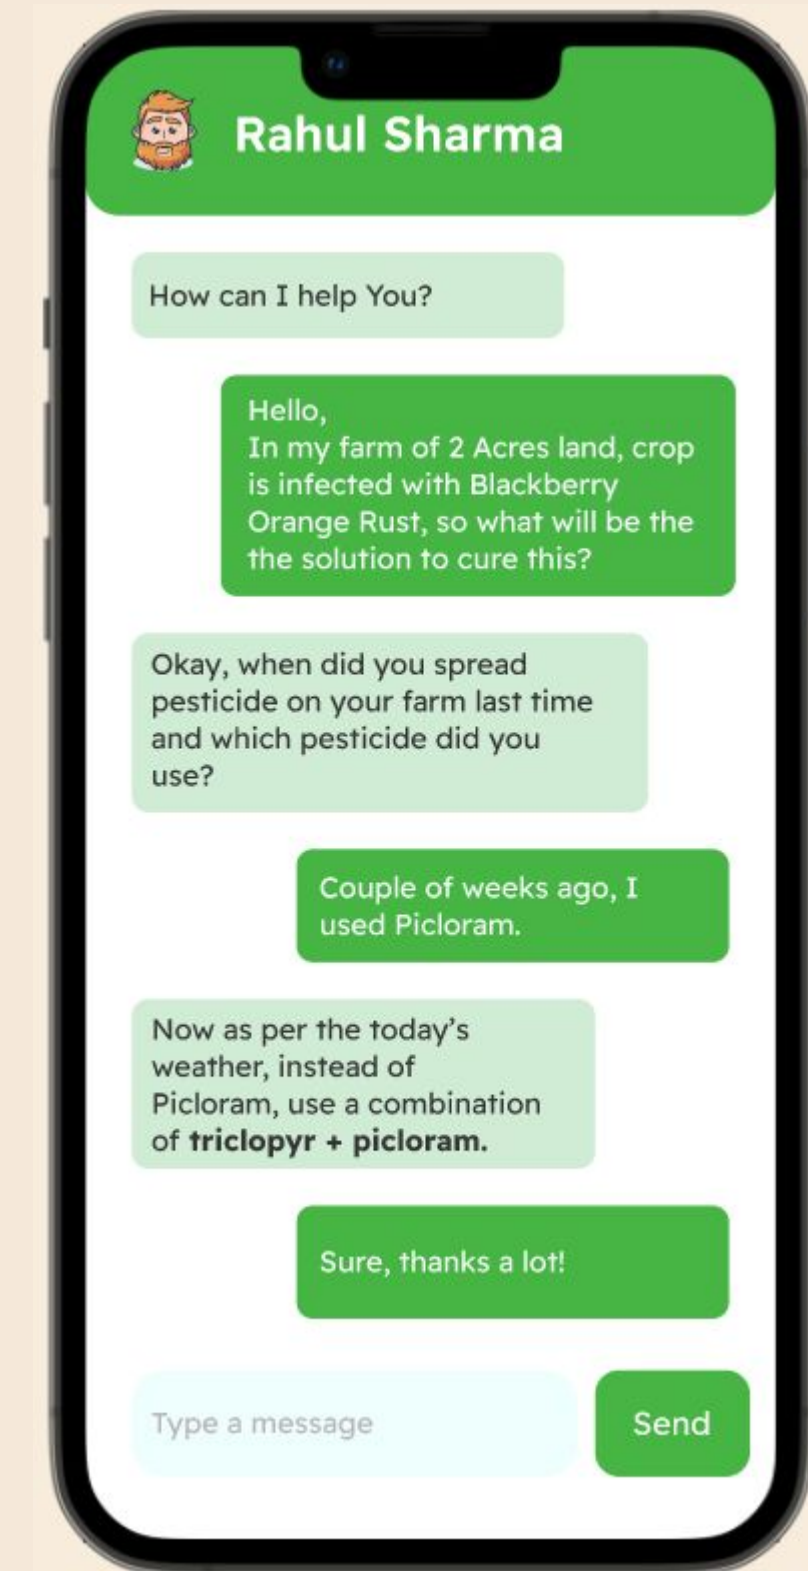 Rahul Sharma
How can I help You?
Hello,
In my farm of 2 Acres land, crop
is infected with Blackberry
Orange Rust, so what will be the
the solution to cure this?
Okay, when did you spread
pesticide on your farm last time
and which pesticide did you
use?
Couple of weeks ago, I
used Picloram.
Now as per the today’s
weather, instead of
Picloram, use a combination
of triclopyr + picloram.
Sure, thanks a lot!
Type a message
Send